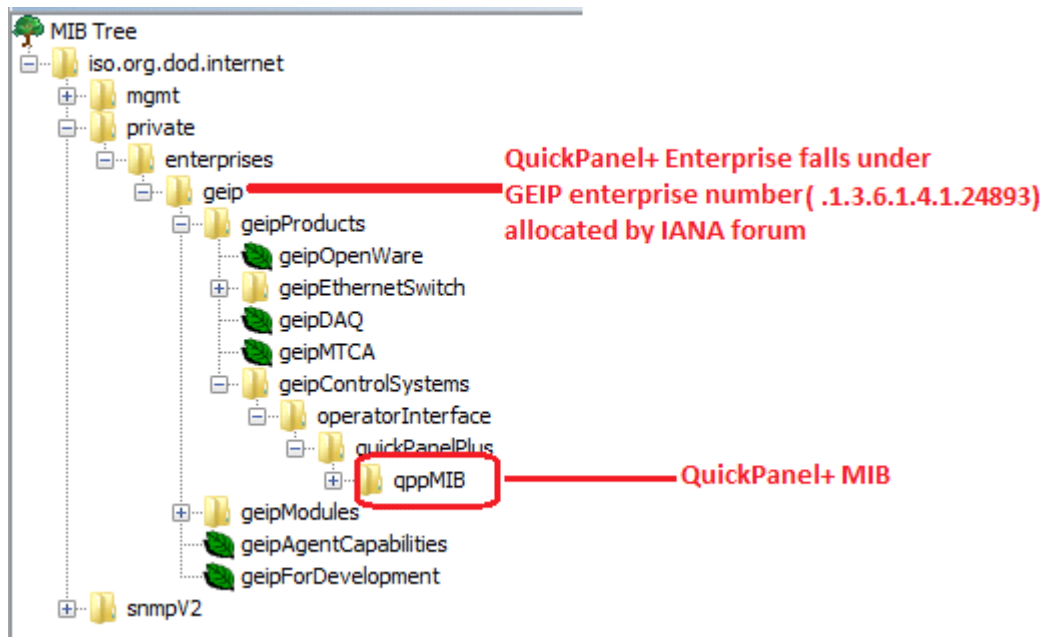 MIB Tree
iso.org.dod.internet
mgmt
private
enterprises
geip
QuickPanel+ Enterprise falls under
GEIP enterprise number( .1.3.6.1.4.1.24893)
allocated by IANA forum
geipProducts
geipOpenWare
geipEthernetSwitch
geipDAQ
geipMTCA
geipControlSystems
operatorInterface
quickPanelPlus
qppMIB
QuickPanel+ MIB
geipModules
geipAgentCapabilities
geipForDevelopment
snmpV2